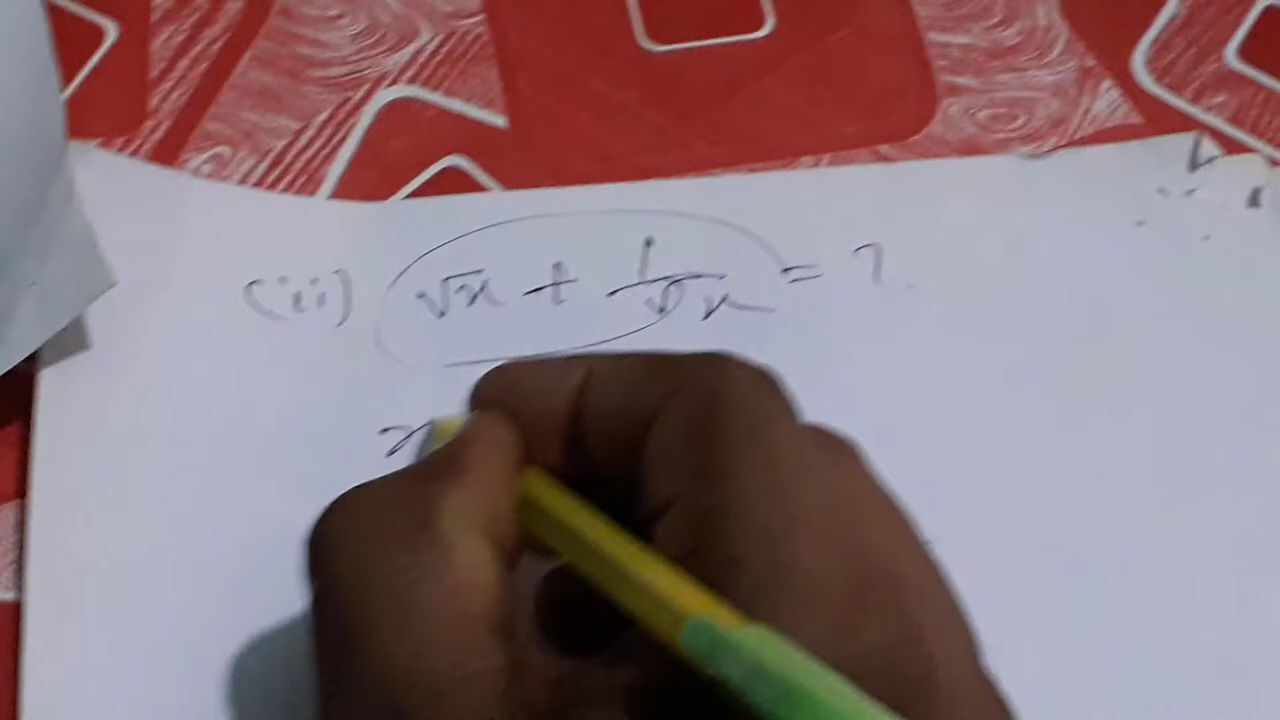 (ii) √x + 1/√x = ?
x